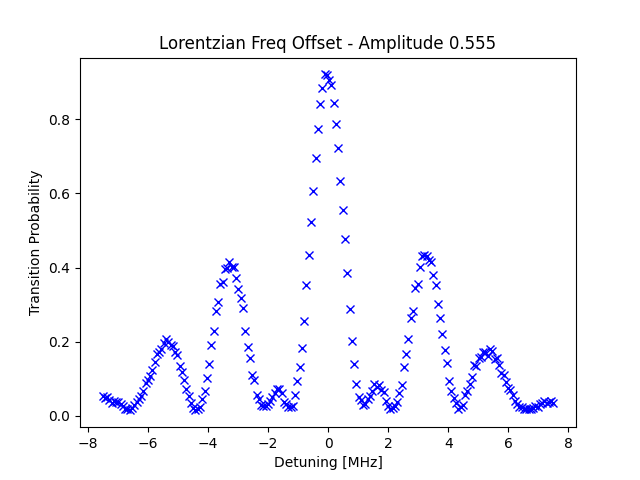 Lorentzian Freq Offset - Amplitude 0.555
Transition Probability
0.8
0.6
0.4
0.2
0.0
−8 −6 −4 −2 0 2 4 6 8
Detuning [MHz]